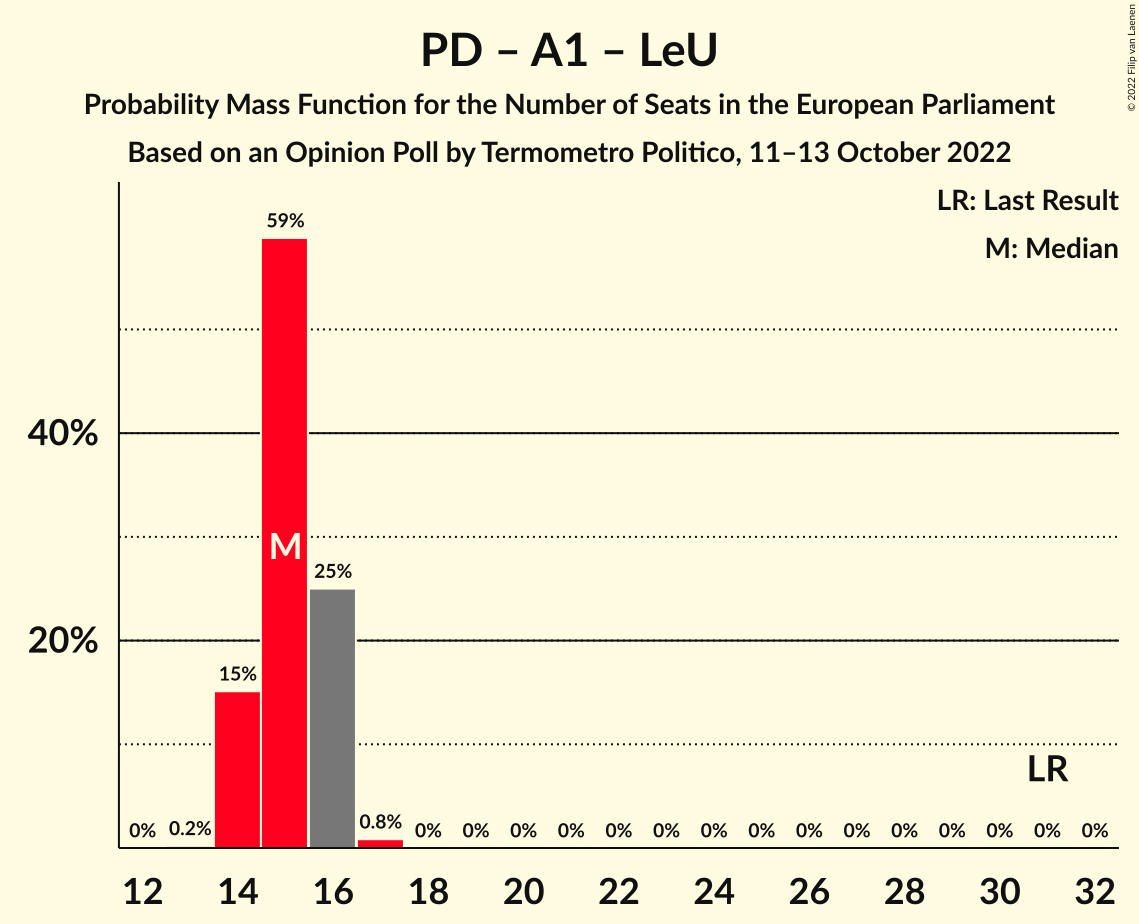 PD – A1 – LeU
Probability Mass Function for the Number of Seats in the European Parliament
Based on an Opinion Poll by Termometro Politico, 11–13 October 2022
© 2022 Filip van Laenen
LR: Last Result
M: Median
59%
40%
M
25%
20%
15%
LR
0% 0.2% 0.8% 0% 0% 0% 0% 0% 0% 0% 0% 0% 0% 0% 0% 0% 0% 0%
12 14 16 18 20 22 24 26 28 30 32